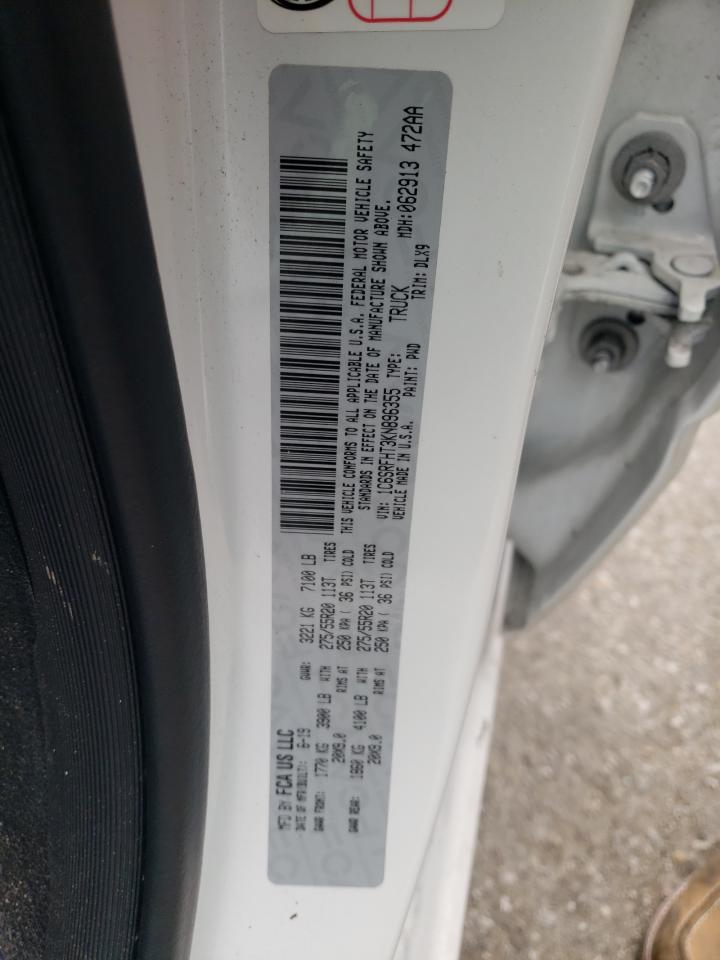 MFD BY FCA US LLC
DATE OF MFR(BUILT): 6-19 GVWR: 3221 KG 7100 LB
GAWR FRONT: 1770 KG 3900 LB WITH 275/55R20 113T TIRES
20X9.0 RIMS AT 250 KPA ( 36 PSI) COLD
GAWR REAR: 1860 KG 4100 LB WITH 275/55R20 113T TIRES
20X9.0 RIMS AT 250 KPA ( 36 PSI) COLD
THIS VEHICLE CONFORMS TO ALL APPLICABLE U.S.A. FEDERAL MOTOR VEHICLE SAFETY
STANDARDS IN EFFECT ON THE DATE OF MANUFACTURE SHOWN ABOVE.
VIN: 1C6SRFHT3KN896355 TYPE: TRUCK MDH:062913 472AA
VEHICLE MADE IN U.S.A. PAINT: PWD TRIM: DLX9